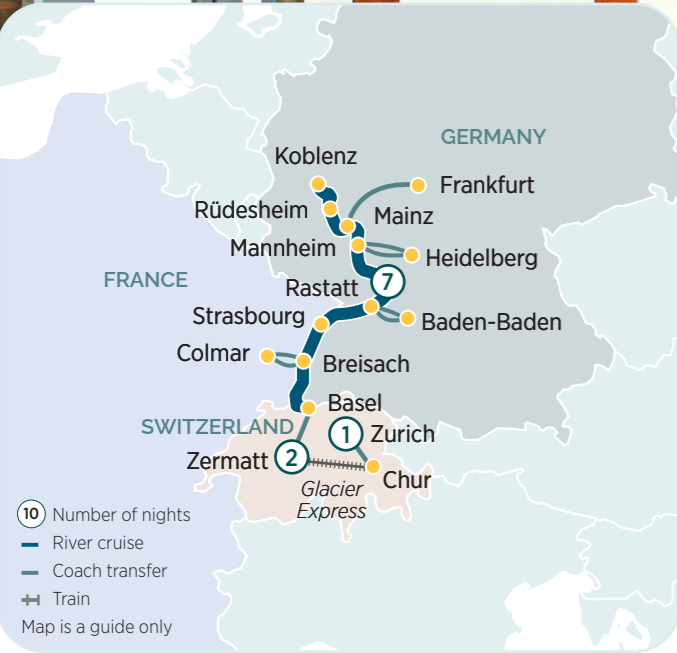 GERMANY
Koblenz
Frankfurt
Rüdesheim
Mainz
Mannheim
Heidelberg
FRANCE
Rastatt
7
Strasbourg
Baden-Baden
Colmar
Breisach
Basel
SWITZERLAND
1
Zurich
Zermatt
2
Chur
Glacier
Express
10 Number of nights
River cruise
Coach transfer
Train
Map is a guide only